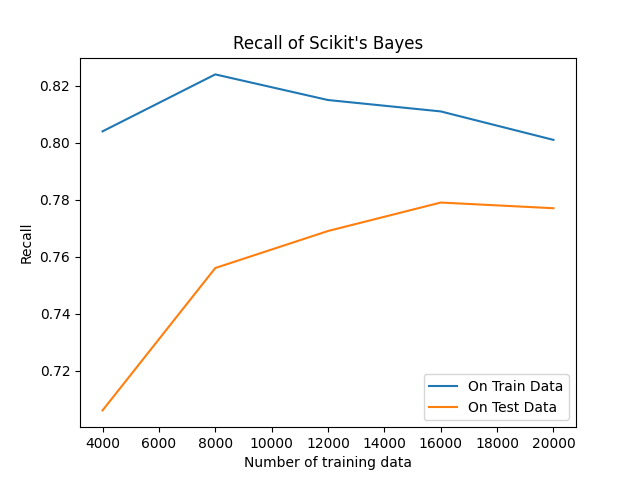 Recall of Scikit's Bayes
0.82
0.80
0.78
0.76
0.74
0.72
Recall
4000 6000 8000 10000 12000 14000 16000 18000 20000
Number of training data
On Train Data
On Test Data